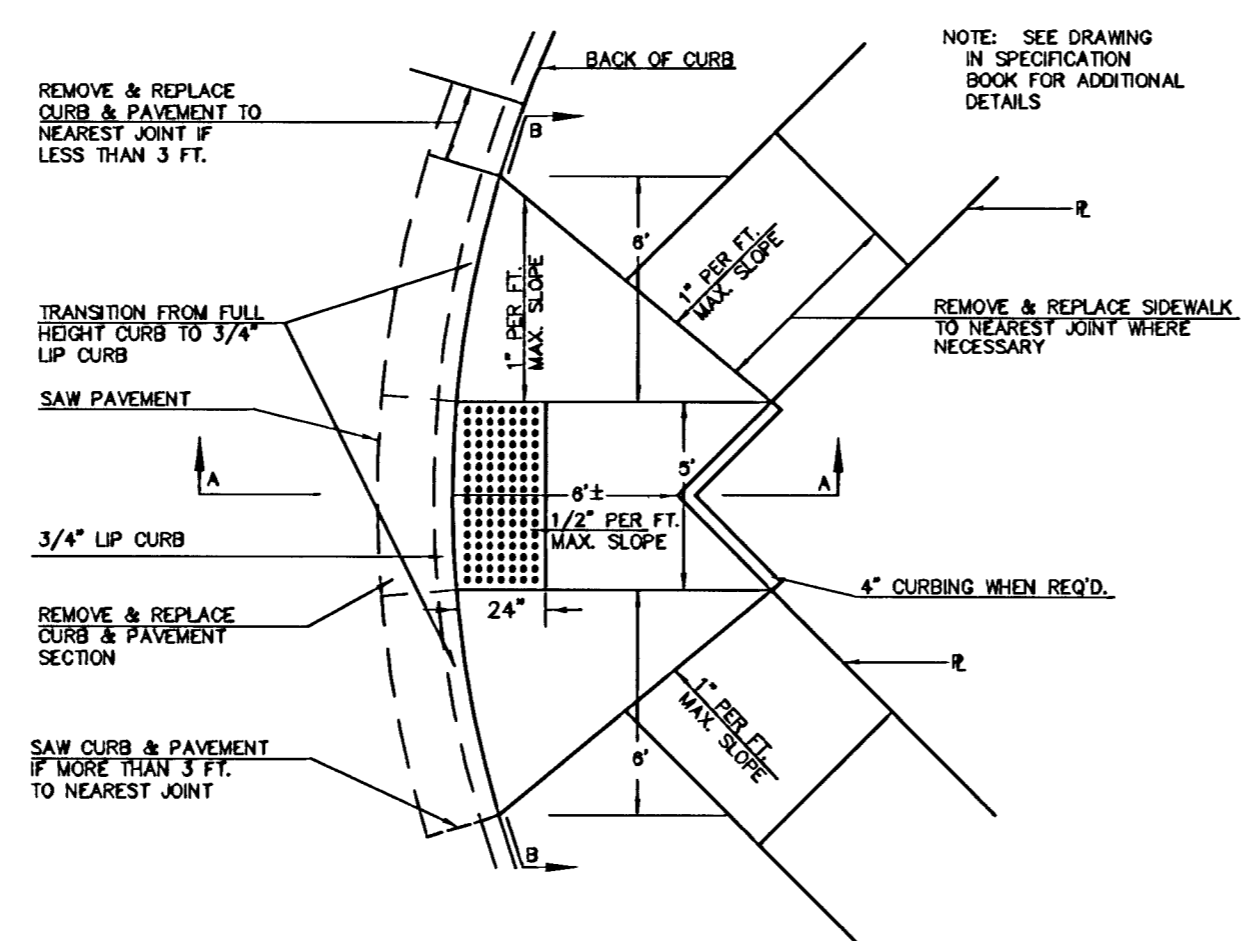 NOTE: SEE DRAWING
IN SPECIFICATION
BOOK FOR ADDITIONAL
DETAILS
BACK OF CURB
REMOVE & REPLACE
CURB & PAVEMENT TO
NEAREST JOINT IF
LESS THAN 3 FT.
B
6'
1" PER FT.
MAX. SLOPE
1" PER FT.
MAX. SLOPE
PL
TRANSITION FROM FULL
HEIGHT CURB TO 3/4"
LIP CURB
REMOVE & REPLACE SIDEWALK
TO NEAREST JOINT WHERE
NECESSARY
SAW PAVEMENT
A
5'
A
6'±
1/2" PER FT.
MAX. SLOPE
3/4" LIP CURB
4" CURBING WHEN REQ'D.
24"
REMOVE & REPLACE
CURB & PAVEMENT
SECTION
PL
1" PER FT.
MAX. SLOPE
6'
SAW CURB & PAVEMENT
IF MORE THAN 3 FT.
TO NEAREST JOINT
B